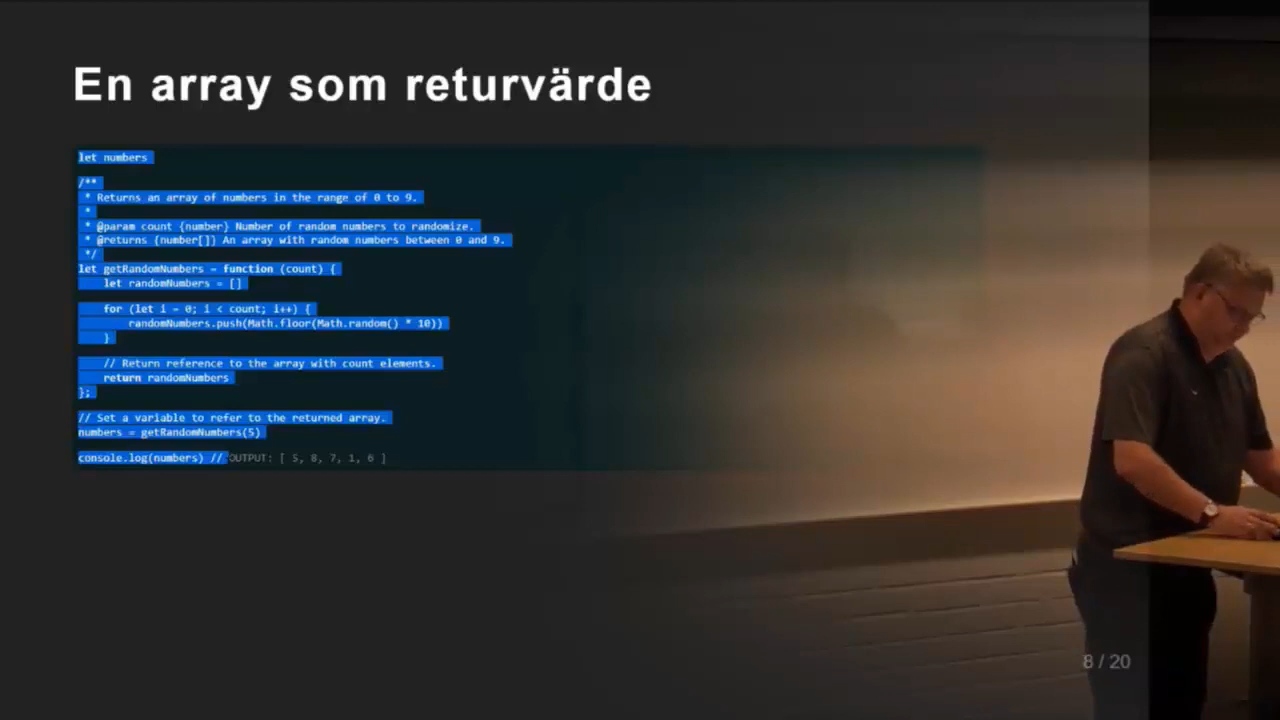 En array som returvärde
let numbers
/**
 * Returns an array of numbers in the range of 0 to 9.
 *
 * @param count {number} Number of random numbers to randomize.
 * @returns {number[]} An array with random numbers between 0 and 9.
 */
let getRandomNumbers = function (count) {
    let randomNumbers = []
    for (let i = 0; i < count; i++) {
        randomNumbers.push(Math.floor(Math.random() * 10))
    }
    // Return reference to the array with count elements.
    return randomNumbers
};
// Set a variable to refer to the returned array.
numbers = getRandomNumbers(5)
console.log(numbers) // OUTPUT: [ 5, 8, 7, 1, 6 ]
8 / 20